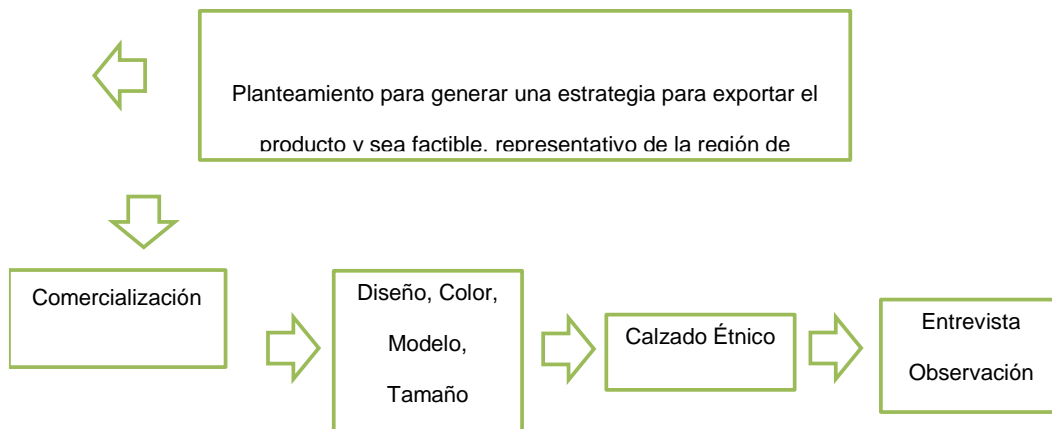 Planteamiento para generar una estrategia para exportar el
producto y sea factible, representativo de la región de
Comercialización
Diseño, Color,
Modelo,
Tamaño
Calzado Étnico
Entrevista
Observación